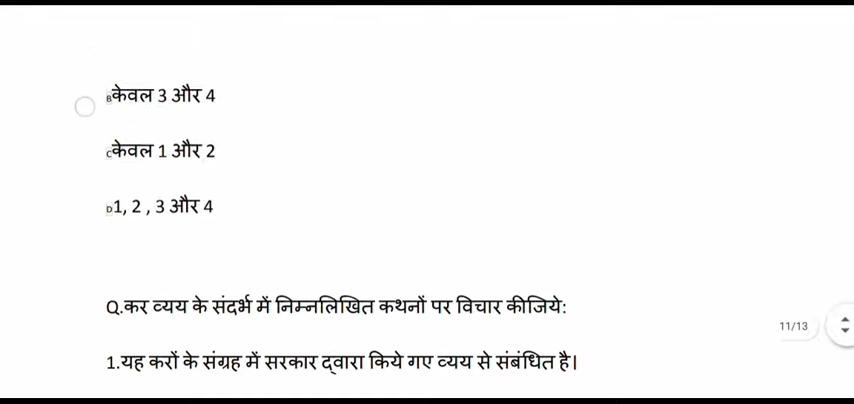 Bकेवल 3 और 4
Cकेवल 1 और 2
D1, 2 , 3 और 4
Q.कर व्यय के संदर्भ में निम्नलिखित कथनों पर विचार कीजिये:
11/13
1.यह करों के संग्रह में सरकार द्वारा किये गए व्यय से संबंधित है।